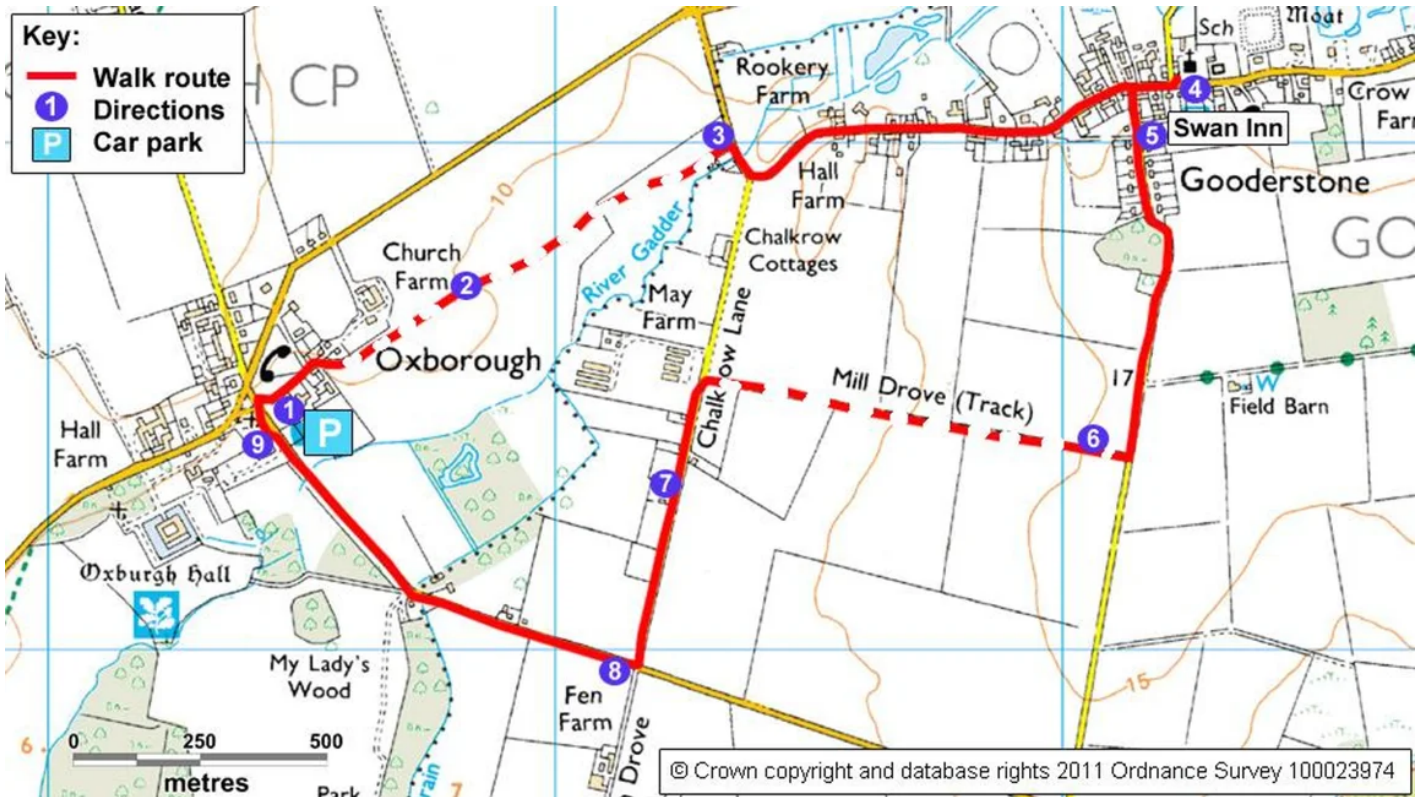 Key:
Walk route
1 Directions
P Car park
H CP
10
Rookery
Farm
Sch
Moat
4
Crow
Farm
3
5
Swan Inn
Hall
Farm
Gooderstone
GO
River Gadder
Chalkrow
Cottages
Church
Farm
2
May
Farm
Chalkrow Lane
Oxborough
Mill Drove (Track)
17
W
Field Barn
1
P
9
Hall
Farm
6
7
Oxburgh Hall
My Lady's
Wood
8
15
Fen
Farm
Drove
6
0 250 500
metres
Park
7
© Crown copyright and database rights 2011 Ordnance Survey 100023974